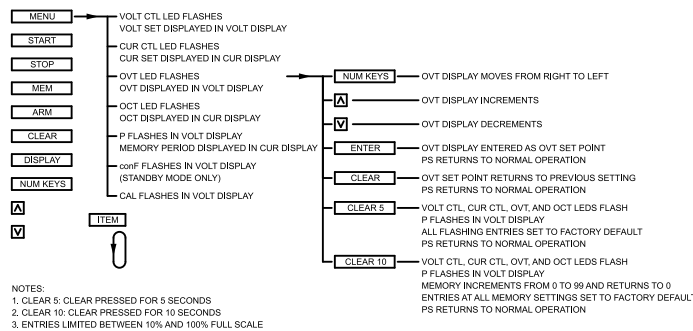 MENU
START
STOP
MEM
ARM
CLEAR
DISPLAY
NUM KEYS
VOLT CTL LED FLASHES
VOLT SET DISPLAYED IN VOLT DISPLAY
CUR CTL LED FLASHES
CUR SET DISPLAYED IN CUR DISPLAY
OVT LED FLASHES
OVT DISPLAYED IN VOLT DISPLAY
OCT LED FLASHES
OCT DISPLAYED IN CUR DISPLAY
P FLASHES IN VOLT DISPLAY
MEMORY PERIOD DISPLAYED IN CUR DISPLAY
conF FLASHES IN VOLT DISPLAY
(STANDBY MODE ONLY)
CAL FLASHES IN VOLT DISPLAY
ITEM
NUM KEYS
OVT DISPLAY MOVES FROM RIGHT TO LEFT
OVT DISPLAY INCREMENTS
OVT DISPLAY DECREMENTS
ENTER
OVT DISPLAY ENTERED AS OVT SET POINT
PS RETURNS TO NORMAL OPERATION
CLEAR
OVT SET POINT RETURNS TO PREVIOUS SETTING
PS RETURNS TO NORMAL OPERATION
CLEAR 5
VOLT CTL, CUR CTL, OVT, AND OCT LEDS FLASH
P FLASHES IN VOLT DISPLAY
ALL FLASHING ENTRIES SET TO FACTORY DEFAULT
PS RETURNS TO NORMAL OPERATION
CLEAR 10
VOLT CTL, CUR CTL, OVT, AND OCT LEDS FLASH
P FLASHES IN VOLT DISPLAY
MEMORY INCREMENTS FROM 0 TO 99 AND RETURNS TO 0
ENTRIES AT ALL MEMORY SETTINGS SET TO FACTORY DEFAULT
PS RETURNS TO NORMAL OPERATION
NOTES:
1. CLEAR 5: CLEAR PRESSED FOR 5 SECONDS
2. CLEAR 10: CLEAR PRESSED FOR 10 SECONDS
3. ENTRIES LIMITED BETWEEN 10% AND 100% FULL SCALE